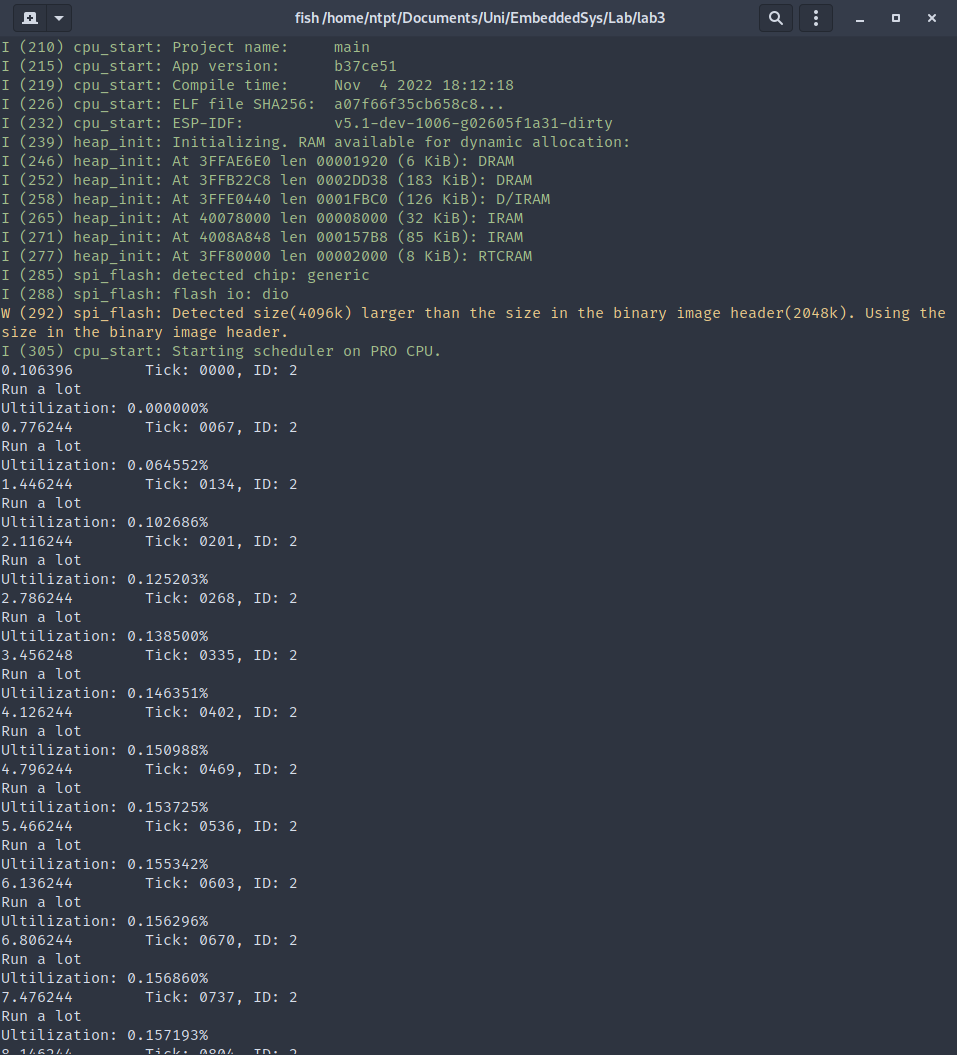 fish /home/ntpt/Documents/Uni/EmbeddedSys/Lab/lab3
I (210) cpu_start: Project name:     main
I (215) cpu_start: App version:      b37ce51
I (219) cpu_start: Compile time:     Nov  4 2022 18:12:18
I (226) cpu_start: ELF file SHA256:  a07f66f35cb658c8...
I (232) cpu_start: ESP-IDF:          v5.1-dev-1006-g02605f1a31-dirty
I (239) heap_init: Initializing. RAM available for dynamic allocation:
I (246) heap_init: At 3FFAE6E0 len 00001920 (6 KiB): DRAM
I (252) heap_init: At 3FFB22C8 len 0002DD38 (183 KiB): DRAM
I (258) heap_init: At 3FFE0440 len 0001FBC0 (126 KiB): D/IRAM
I (265) heap_init: At 40078000 len 00008000 (32 KiB): IRAM
I (271) heap_init: At 4008A848 len 000157B8 (85 KiB): IRAM
I (277) heap_init: At 3FF80000 len 00002000 (8 KiB): RTCRAM
I (285) spi_flash: detected chip: generic
I (288) spi_flash: flash io: dio
W (292) spi_flash: Detected size(4096k) larger than the size in the binary image header(2048k). Using the
size in the binary image header.
I (305) cpu_start: Starting scheduler on PRO CPU.
0.106396        Tick: 0000, ID: 2
Run a lot
Ultilization: 0.000000%
0.776244        Tick: 0067, ID: 2
Run a lot
Ultilization: 0.064552%
1.446244        Tick: 0134, ID: 2
Run a lot
Ultilization: 0.102686%
2.116244        Tick: 0201, ID: 2
Run a lot
Ultilization: 0.125203%
2.786244        Tick: 0268, ID: 2
Run a lot
Ultilization: 0.138500%
3.456248        Tick: 0335, ID: 2
Run a lot
Ultilization: 0.146351%
4.126244        Tick: 0402, ID: 2
Run a lot
Ultilization: 0.150988%
4.796244        Tick: 0469, ID: 2
Run a lot
Ultilization: 0.153725%
5.466244        Tick: 0536, ID: 2
Run a lot
Ultilization: 0.155342%
6.136244        Tick: 0603, ID: 2
Run a lot
Ultilization: 0.156296%
6.806244        Tick: 0670, ID: 2
Run a lot
Ultilization: 0.156860%
7.476244        Tick: 0737, ID: 2
Run a lot
Ultilization: 0.157193%
8.146244        Tick: 0804, ID: 2